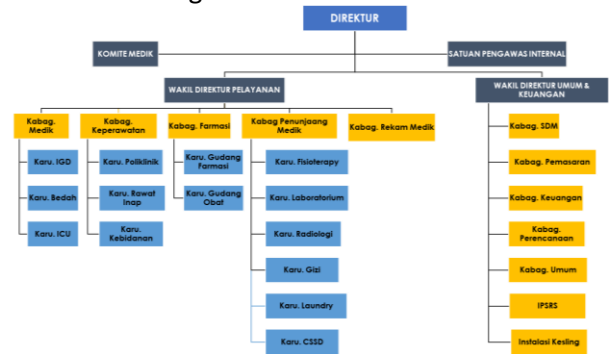 DIREKTUR
KOMITE MEDIK
SATUAN PENGAWAS INTERNAL
WAKIL DIREKTUR PELAYANAN
WAKIL DIREKTUR UMUM &
KEUANGAN
Kabag.
Medik
Kabag.
Keperawatan
Kabag. Farmasi
Kabag Penunjaang
Medik
Kabag. Rekam Medik
Kabag. SDM
Karu. IGD
Karu. Poliklinik
Karu. Gudang
Farmasi
Karu. Fisioterapy
Kabag. Pemasaran
Karu. Bedah
Karu. Rawat
Inap
Karu. Gudang
Obat
Karu. Laboratorium
Kabag. Keuangan
Karu. ICU
Karu.
Kebidanan
Karu. Radiologi
Kabag.
Perencanaan
Karu. Gizi
Kabag. Umum
Karu. Laundry
IPSRS
Karu. CSSD
Instalasi Kesling